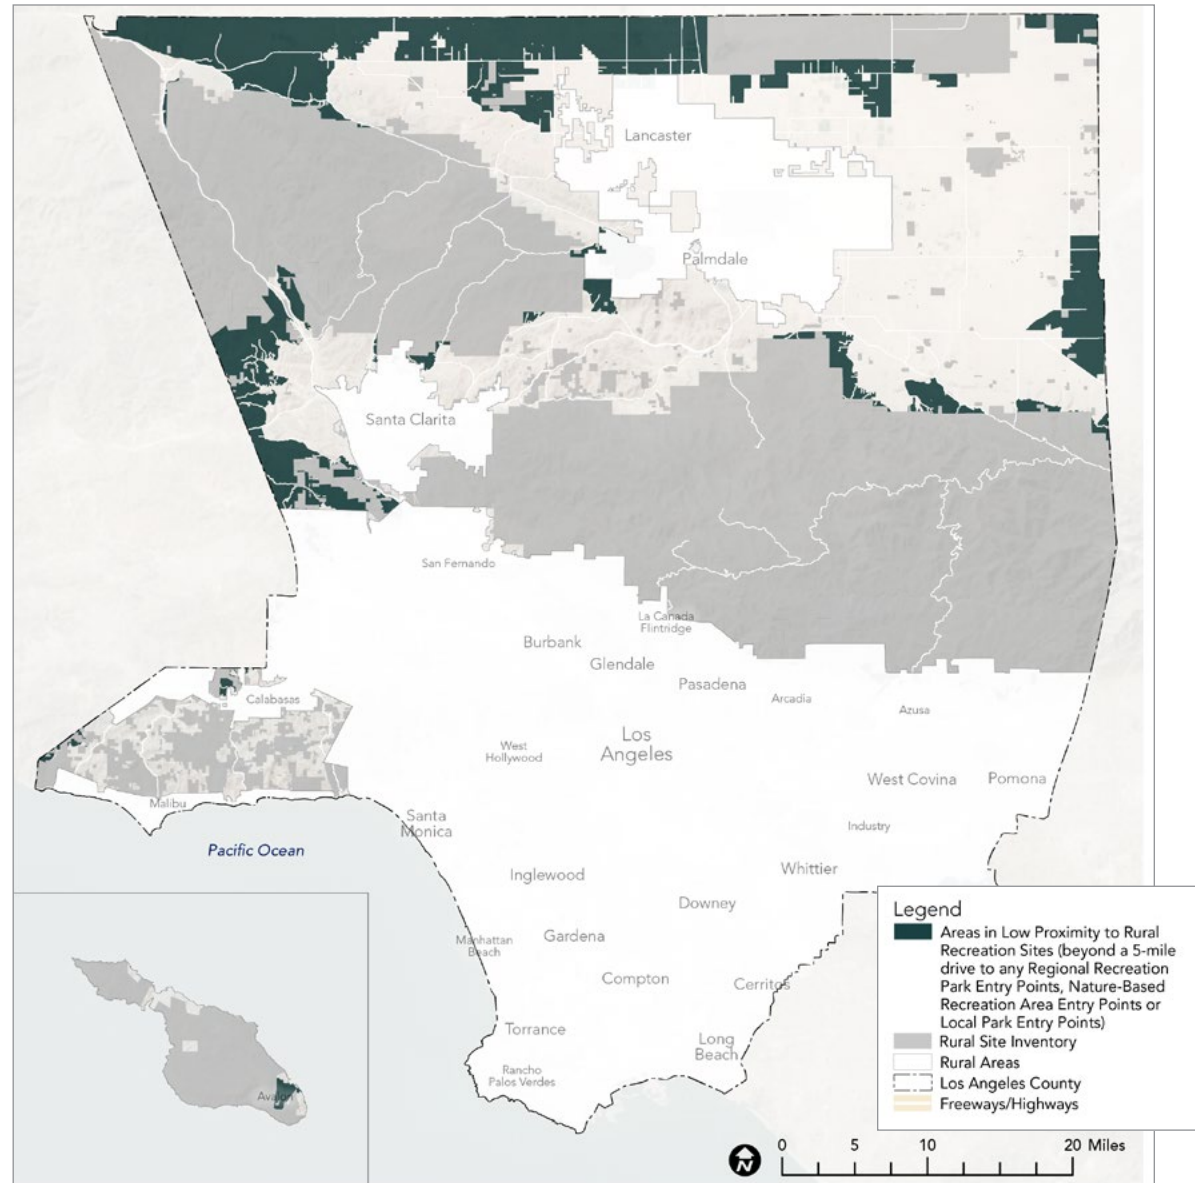 Lancaster
Palmdale
Santa Clarita
San Fernando
La Canada
Flintridge
Burbank
Glendale
Pasadena
Arcadia
Azusa
Calabasas
Los
Angeles
West
Hollywood
West Covina
Pomona
Malibu
Santa
Monica
Industry
Pacific Ocean
Whittier
Inglewood
Downey
Manhattan
Beach
Gardena
Compton
Cerritos
Torrance
Long
Beach
Rancho
Palos Verdes
Avalon
Legend
Areas in Low Proximity to Rural
Recreation Sites (beyond a 5-mile
drive to any Regional Recreation
Park Entry Points, Nature-Based
Recreation Area Entry Points or
Local Park Entry Points)
Rural Site Inventory
Rural Areas
Los Angeles County
Freeways/Highways
N
0 5 10 20 Miles